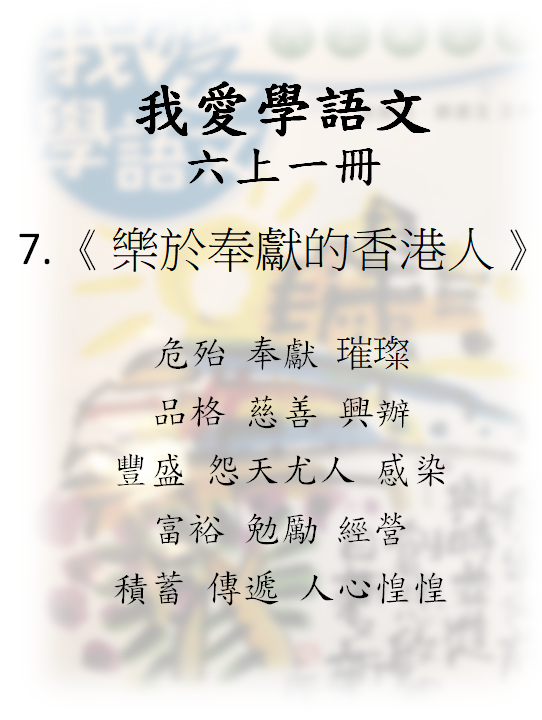 我愛學語文
六上一冊
7.《 樂於奉獻的香港人 》
危殆 奉獻 璀璨
品格 慈善 興辦
豐盛 怨天尤人 感染
富裕 勉勵 經營
積蓄 傳遞 人心惶惶